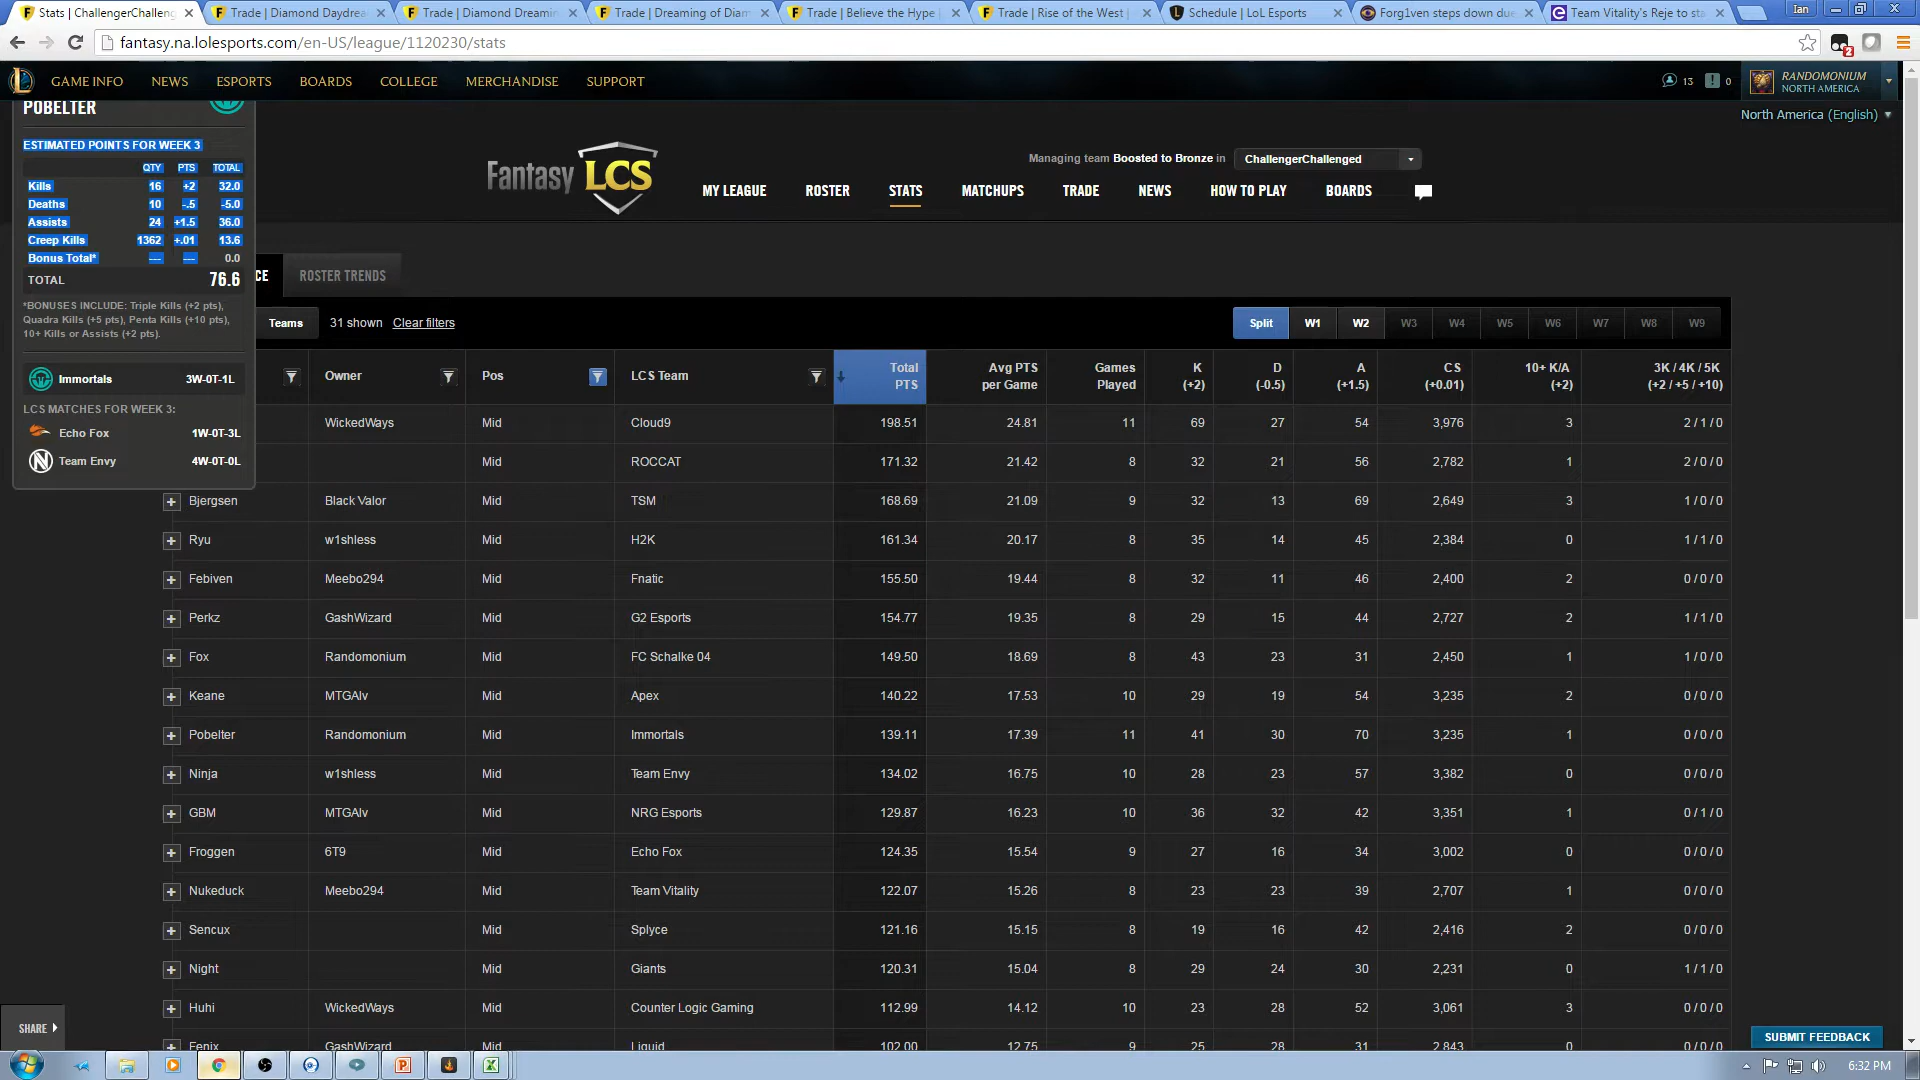 Stats | ChallengerChalleng
Trade | Diamond Daydrea
Trade | Diamond Dreamin
Trade | Dreaming of Diam
Trade | Believe the Hype
Trade | Rise of the West
Schedule | LoL Esports
Forg1ven steps down due
Team Vitality's Reje to sta
Ian
fantasy.na.lolesports.com/en-US/league/1120230/stats
2
GAME INFO NEWS ESPORTS BOARDS COLLEGE MERCHANDISE SUPPORT
13 0
RANDOMONIUM
NORTH AMERICA
North America (English)
POBELTER
ESTIMATED POINTS FOR WEEK 3
QTY PTS TOTAL
Kills 16 +2 32.0
Deaths 10 -.5 -5.0
Assists 24 +1.5 36.0
Creep Kills 1362 +.01 13.6
Bonus Total* --- --- 0.0
TOTAL 76.6
*BONUSES INCLUDE: Triple Kills (+2 pts),
Quadra Kills (+5 pts), Penta Kills (+10 pts),
10+ Kills or Assists (+2 pts).
Immortals 3W-0T-1L
LCS MATCHES FOR WEEK 3:
Echo Fox 1W-0T-3L
Team Envy 4W-0T-0L
Fantasy LCS
Managing team Boosted to Bronze in ChallengerChallenged
MY LEAGUE ROSTER STATS MATCHUPS TRADE NEWS HOW TO PLAY BOARDS
CE ROSTER TRENDS
Teams 31 shown Clear filters
Split W1 W2 W3 W4 W5 W6 W7 W8 W9
Owner Pos LCS Team Total PTS Avg PTS per Game Games Played K (+2) D (-0.5) A (+1.5) CS (+0.01) 10+ K/A (+2) 3K / 4K / 5K (+2 / +5 / +10)
WickedWays Mid Cloud9 198.51 24.81 11 69 27 54 3,976 3 2 / 1 / 0
Mid ROCCAT 171.32 21.42 8 32 21 56 2,782 1 2 / 0 / 0
Bjergsen Black Valor Mid TSM 168.69 21.09 9 32 13 69 2,649 3 1 / 0 / 0
Ryu w1shless Mid H2K 161.34 20.17 8 35 14 45 2,384 0 1 / 1 / 0
Febiven Meebo294 Mid Fnatic 155.50 19.44 8 32 11 46 2,400 2 0 / 0 / 0
Perkz GashWizard Mid G2 Esports 154.77 19.35 8 29 15 44 2,727 2 1 / 1 / 0
Fox Randomonium Mid FC Schalke 04 149.50 18.69 8 43 23 31 2,450 1 1 / 0 / 0
Keane MTGAlv Mid Apex 140.22 17.53 10 29 19 54 3,235 2 0 / 0 / 0
Pobelter Randomonium Mid Immortals 139.11 17.39 11 41 30 70 3,235 1 0 / 0 / 0
Ninja w1shless Mid Team Envy 134.02 16.75 10 28 23 57 3,382 0 0 / 0 / 0
GBM MTGAlv Mid NRG Esports 129.87 16.23 10 36 32 42 3,351 1 0 / 1 / 0
Froggen 6T9 Mid Echo Fox 124.35 15.54 9 27 16 34 3,002 0 0 / 0 / 0
Nukeduck Meebo294 Mid Team Vitality 122.07 15.26 8 23 23 39 2,707 1 0 / 0 / 0
Sencux Mid Splyce 121.16 15.15 8 19 16 42 2,416 2 0 / 0 / 0
Night Mid Giants 120.31 15.04 8 29 24 30 2,231 0 1 / 1 / 0
Huhi WickedWays Mid Counter Logic Gaming 112.99 14.12 10 23 28 52 3,061 3 0 / 0 / 0
Fenix GashWizard Mid Liquid 102.00 12.75 9 25 28 31 2,843 0 0 / 0 / 0
SHARE
SUBMIT FEEDBACK
6:32 PM